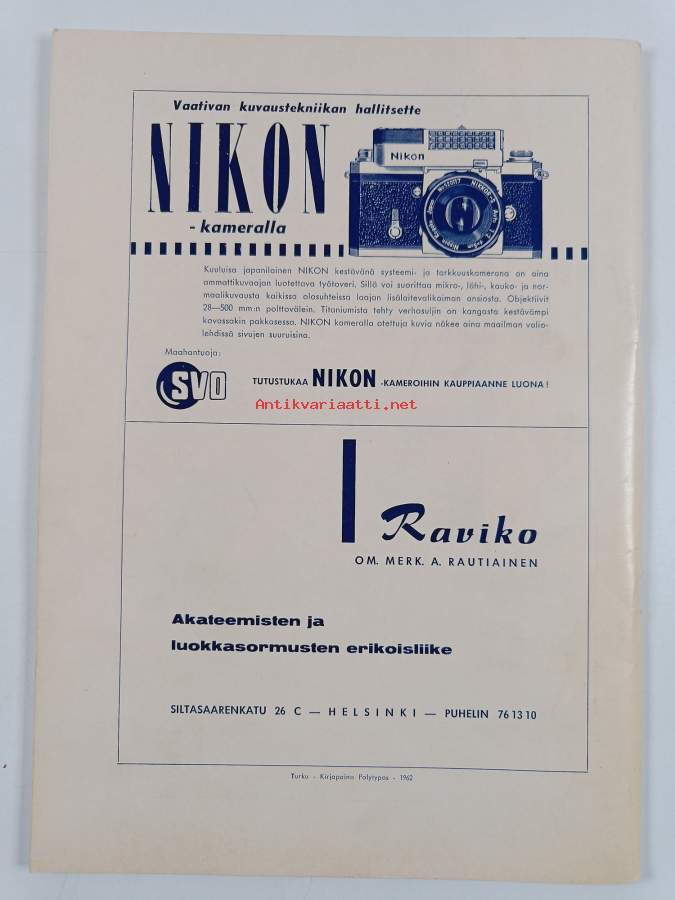 Vaativan kuvaustekniikan hallitsette
NIKON
- kameralla
Nikon
Kuuluisa japanilainen NIKON kestävänä systeemi- ja tarkkuuskamerana on aina
ammattikuvaajan luotettava työtoveri. Sillä voi suorittaa mikro-, lähi-, kauko- ja nor-
maalikuvausta kaikissa olosuhteissa laajan lisälaitevalikoiman ansiosta. Objektiivit
28—500 mm:n polttovälein. Titaniumista tehty verhosuljin on kangasta kestävämpi
kovassakin pakkasessa. NIKON kameralla otettuja kuvia näkee aina maailman valio-
lehdissä sivujen suuruisina.
Maahantuoja:
SVO
TUTUSTUKAA NIKON -KAMEROIHIN KAUPPIAANNE LUONA!
Antikvariaatti.net
Raviko
OM. MERK. A. RAUTIAINEN
Akateemisten ja
luokkasormusten erikoisliike
SILTASAARENKATU 26 C — HELSINKI — PUHELIN 76 13 10
Turku - Kirjapaino Polytypos - 1962